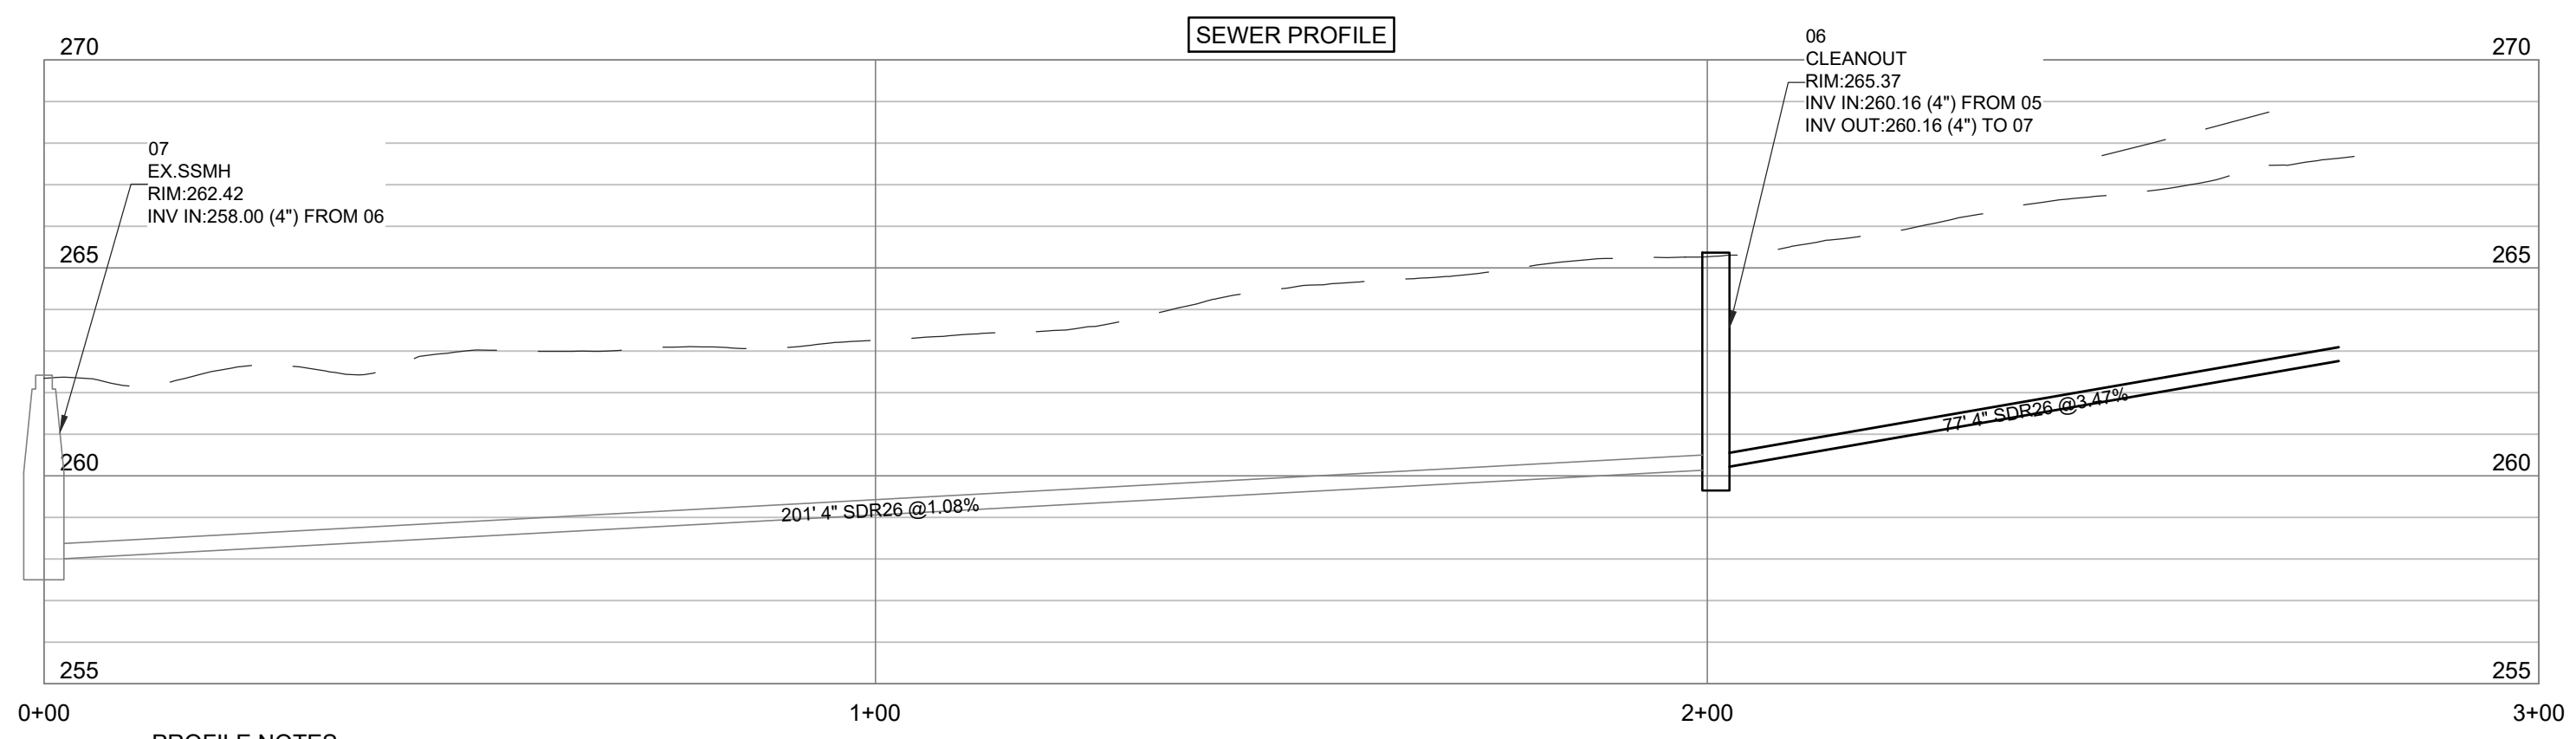 SEWER PROFILE
270
270
06
CLEANOUT
RIM:265.37
INV IN:260.16 (4") FROM 05
INV OUT:260.16 (4") TO 07
07
EX.SSMH
RIM:262.42
INV IN:258.00 (4") FROM 06
265
265
77' 4" SDR26 @3.47%
260
260
201' 4" SDR26 @1.08%
255
255
0+00
1+00
2+00
3+00
PROFILE NOTES